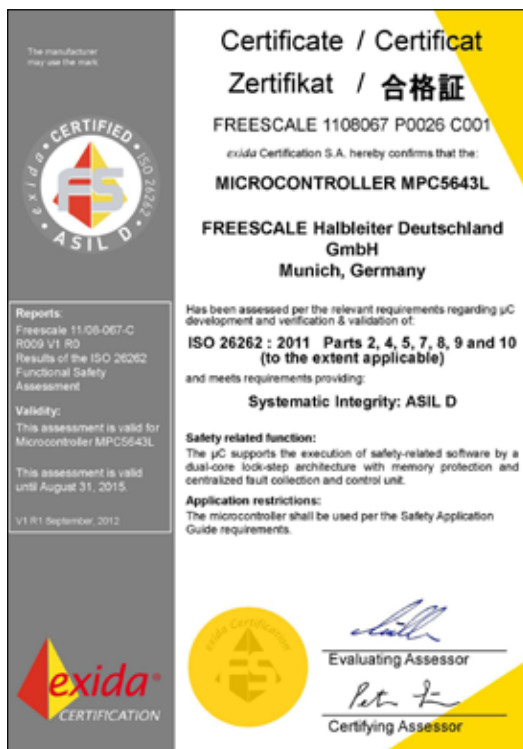 The manufacturer
may use the mark
CERTIFIED
exida
ISO 26262
FS
ASIL D
Reports:
Freescale 11/08-067-C
R009 V1 R0
Results of the ISO 26262
Functional Safety
Assessment
Validity:
This assessment is valid for
Microcontroller MPC5643L
This assessment is valid
until August 31, 2015.
V1 R1 September, 2012
exida®
CERTIFICATION
Certificate / Certificat
Zertifikat / 合格証
FREESCALE 1108067 P0026 C001
exida Certification S.A. hereby confirms that the:
MICROCONTROLLER MPC5643L
FREESCALE Halbleiter Deutschland
GmbH
Munich, Germany
Has been assessed per the relevant requirements regarding µC
development and verification & validation of:
ISO 26262 : 2011 Parts 2, 4, 5, 7, 8, 9 and 10
(to the extent applicable)
and meets requirements providing:
Systematic Integrity: ASIL D
Safety related function:
The µC supports the execution of safety-related software by a
dual-core lock-step architecture with memory protection and
centralized fault collection and control unit.
Application restrictions:
The microcontroller shall be used per the Safety Application
Guide requirements.
exida Certification
FS
Evaluating Assessor
Certifying Assessor